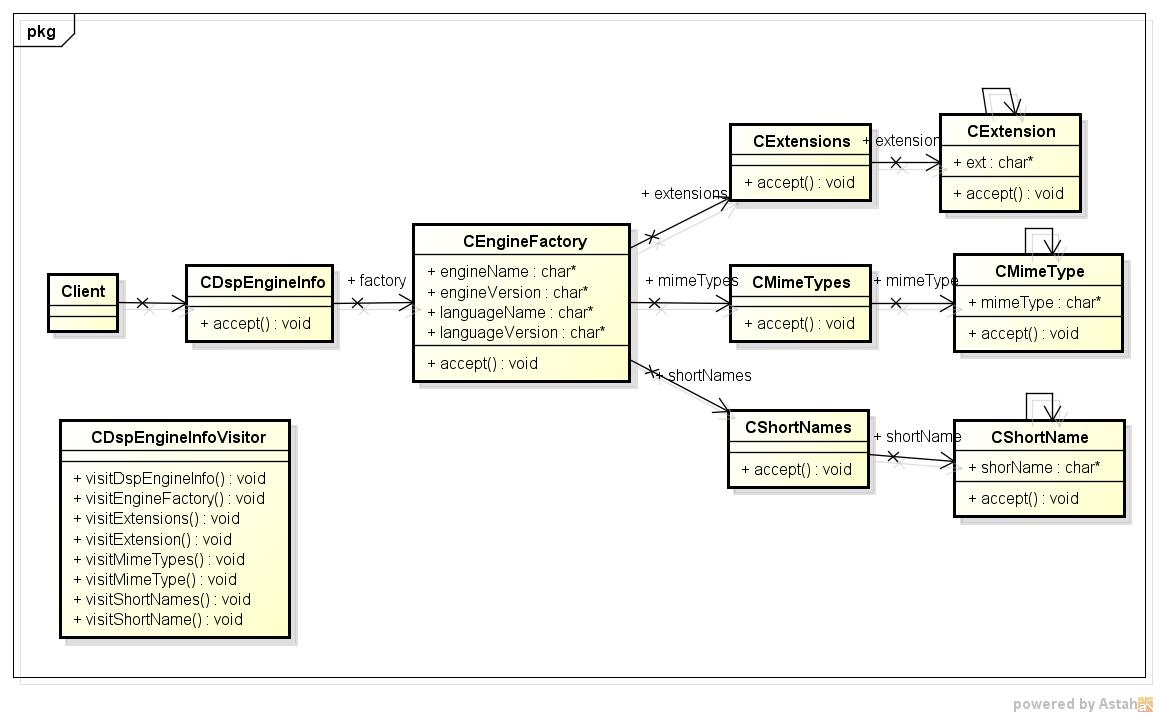 pkg
Client
CDspEngineInfo
+ accept() : void
+ factory
CEngineFactory
+ engineName : char*
+ engineVersion : char*
+ languageName : char*
+ languageVersion : char*
+ accept() : void
+ extensions
CExtensions
+ accept() : void
+ extension
CExtension
+ ext : char*
+ accept() : void
+ mimeTypes
CMimeTypes
+ accept() : void
+ mimeType
CMimeType
+ mimeType : char*
+ accept() : void
+ shortNames
CShortNames
+ accept() : void
+ shortName
CShortName
+ shorName : char*
+ accept() : void
CDspEngineInfoVisitor
+ visitDspEngineInfo() : void
+ visitEngineFactory() : void
+ visitExtensions() : void
+ visitExtension() : void
+ visitMimeTypes() : void
+ visitMimeType() : void
+ visitShortNames() : void
+ visitShortName() : void
powered by Astah